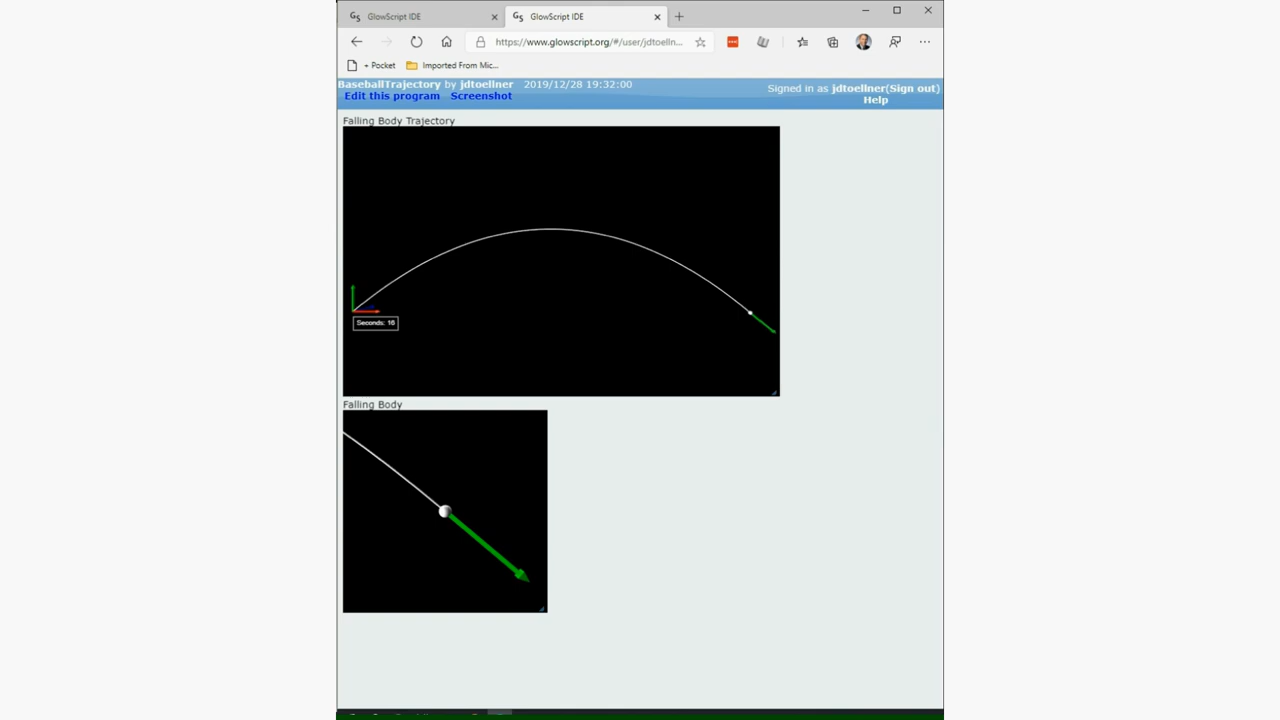 GlowScript IDE
GlowScript IDE
https://www.glowscript.org/#/user/jdtoelln...
+ Pocket
Imported From Mic...
BaseballTrajectory by jdtoellner 2019/12/28 19:32:00
Signed in as jdtoellner(Sign out)
Edit this program Screenshot
Help
Falling Body Trajectory
Seconds: 16
Falling Body